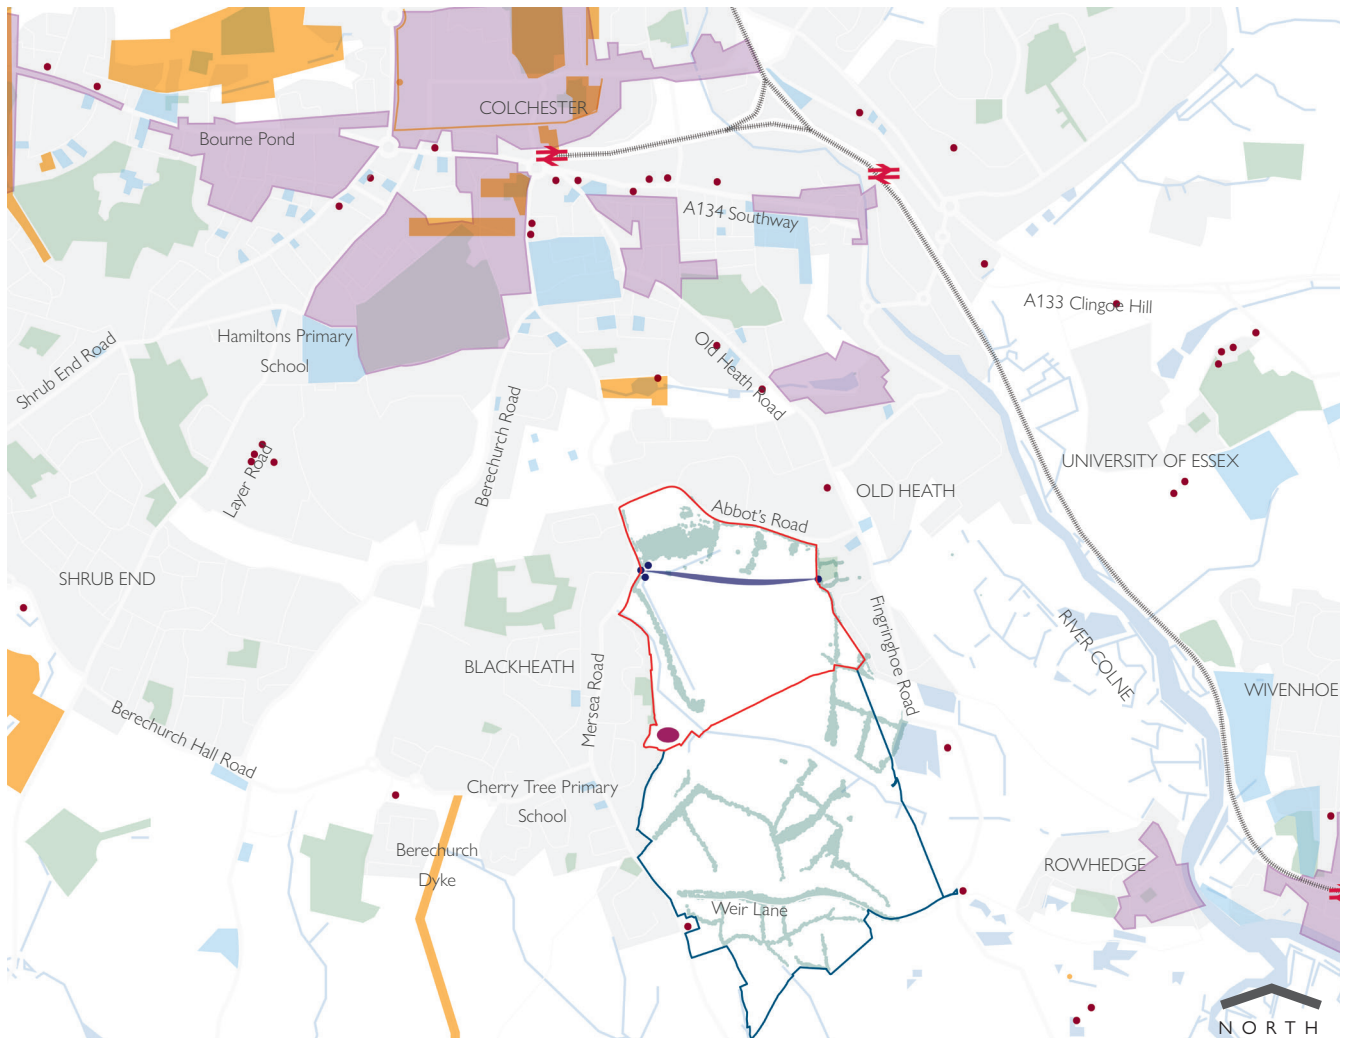 COLCHESTER
Bourne Pond
A134 Southway
A133 Clingoe Hill
Hamiltons Primary
School
Shrub End Road
Old Heath Road
Berechurch Road
Layer Road
UNIVERSITY OF ESSEX
OLD HEATH
Abbot's Road
SHRUB END
Fingringhoe Road
RIVER COLNE
BLACKHEATH
Mersea Road
WIVENHOE
Berechurch Hall Road
Cherry Tree Primary
School
Berechurch
Dyke
ROWHEDGE
Weir Lane
NORTH